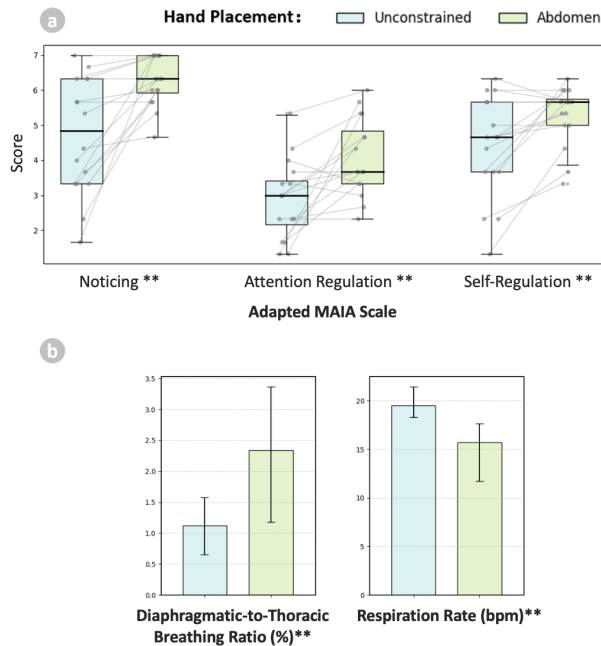 a
Hand Placement: Unconstrained Abdomen
7
6
5
4
3
2
Score
Noticing ** Attention Regulation ** Self-Regulation **
Adapted MAIA Scale
b
3.5
3.0
2.5
2.0
1.5
1.0
0.5
0.0
20
15
10
5
0
Diaphragmatic-to-Thoracic
Breathing Ratio (%)**
Respiration Rate (bpm)**